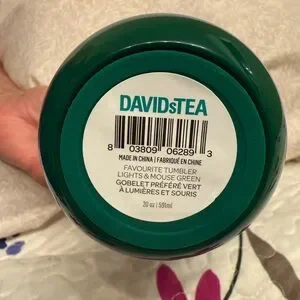 DAVIDsTEA
8 03809 06289 3
MADE IN CHINA | FABRIQUÉ EN CHINE
FAVOURITE TUMBLER
LIGHTS & MOUSE GREEN
GOBELET PRÉFÉRÉ VERT
À LUMIÈRES ET SOURIS
20 oz | 591ml